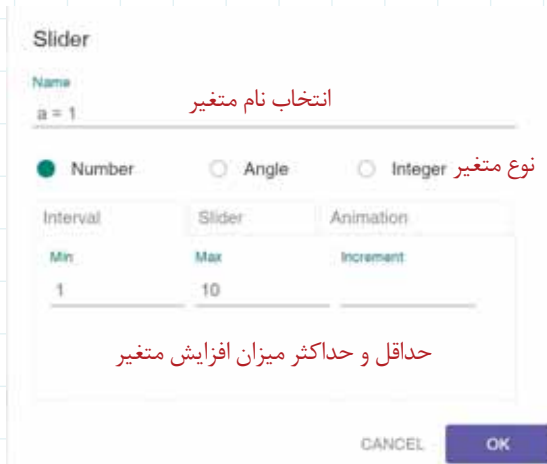 Slider
Name
a = 1
انتخاب نام متغیر
Number Angle Integer نوع متغیر
Interval Slider Animation
Min Max Increment
1 10
حداقل و حداکثر میزان افزایش متغیر
CANCEL OK